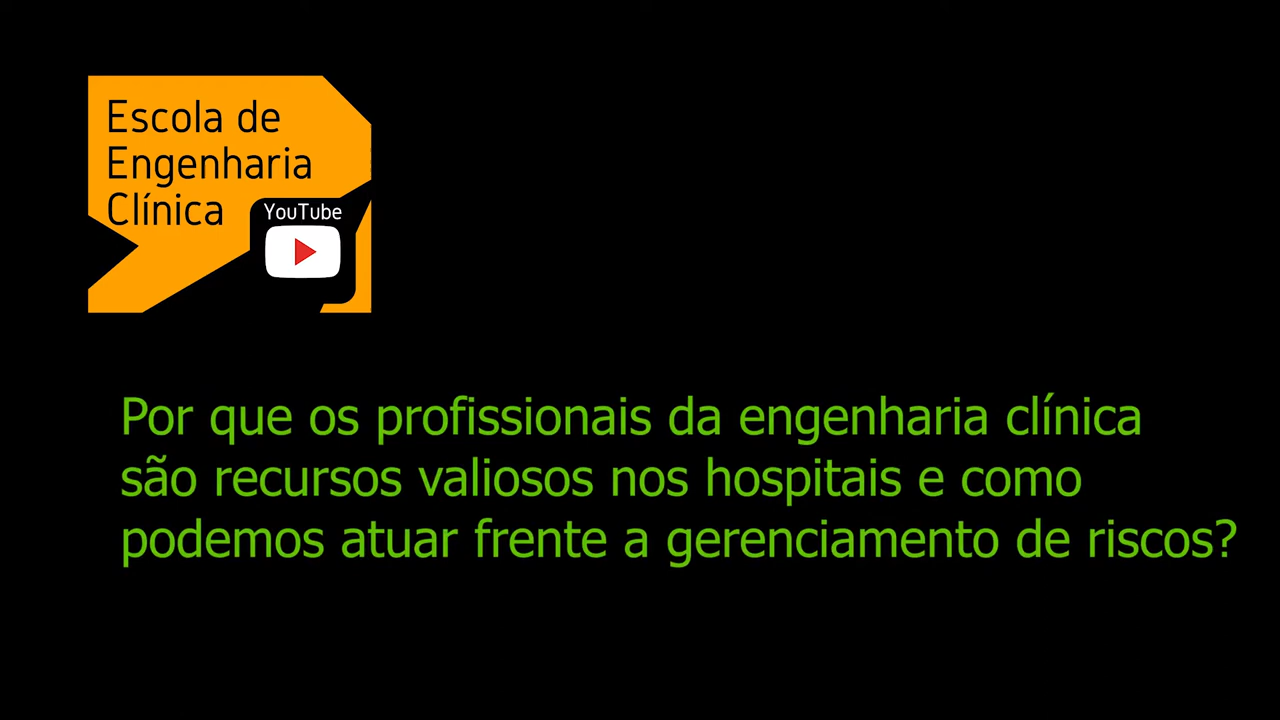 Escola de
Engenharia
Clínica
YouTube
Por que os profissionais da engenharia clínica
são recursos valiosos nos hospitais e como
podemos atuar frente a gerenciamento de riscos?